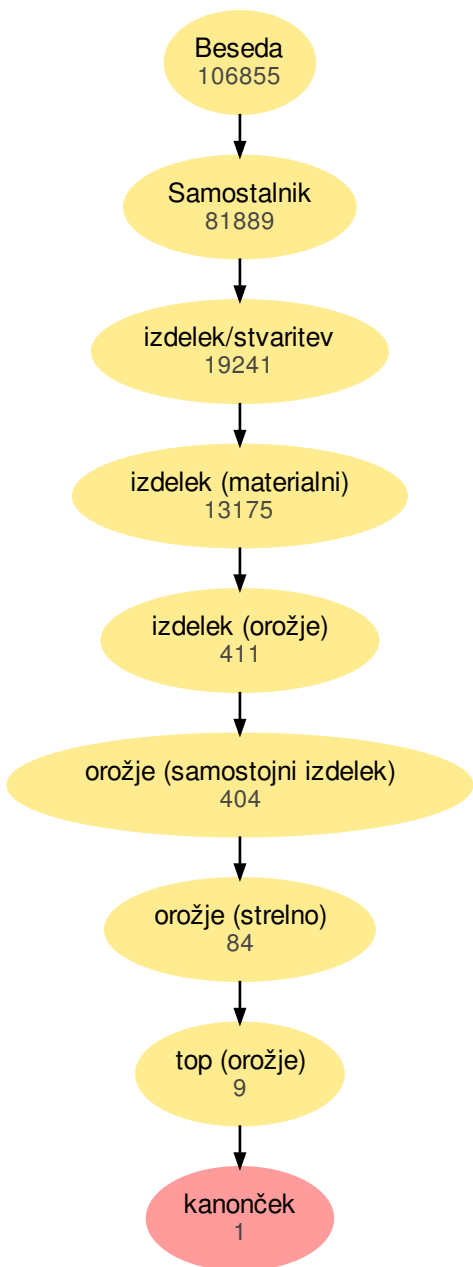 Beseda
106855
Samostalnik
81889
izdelek/stvaritev
19241
izdelek (materialni)
13175
izdelek (orožje)
411
orožje (samostojni izdelek)
404
orožje (strelno)
84
top (orožje)
9
kanonček
1